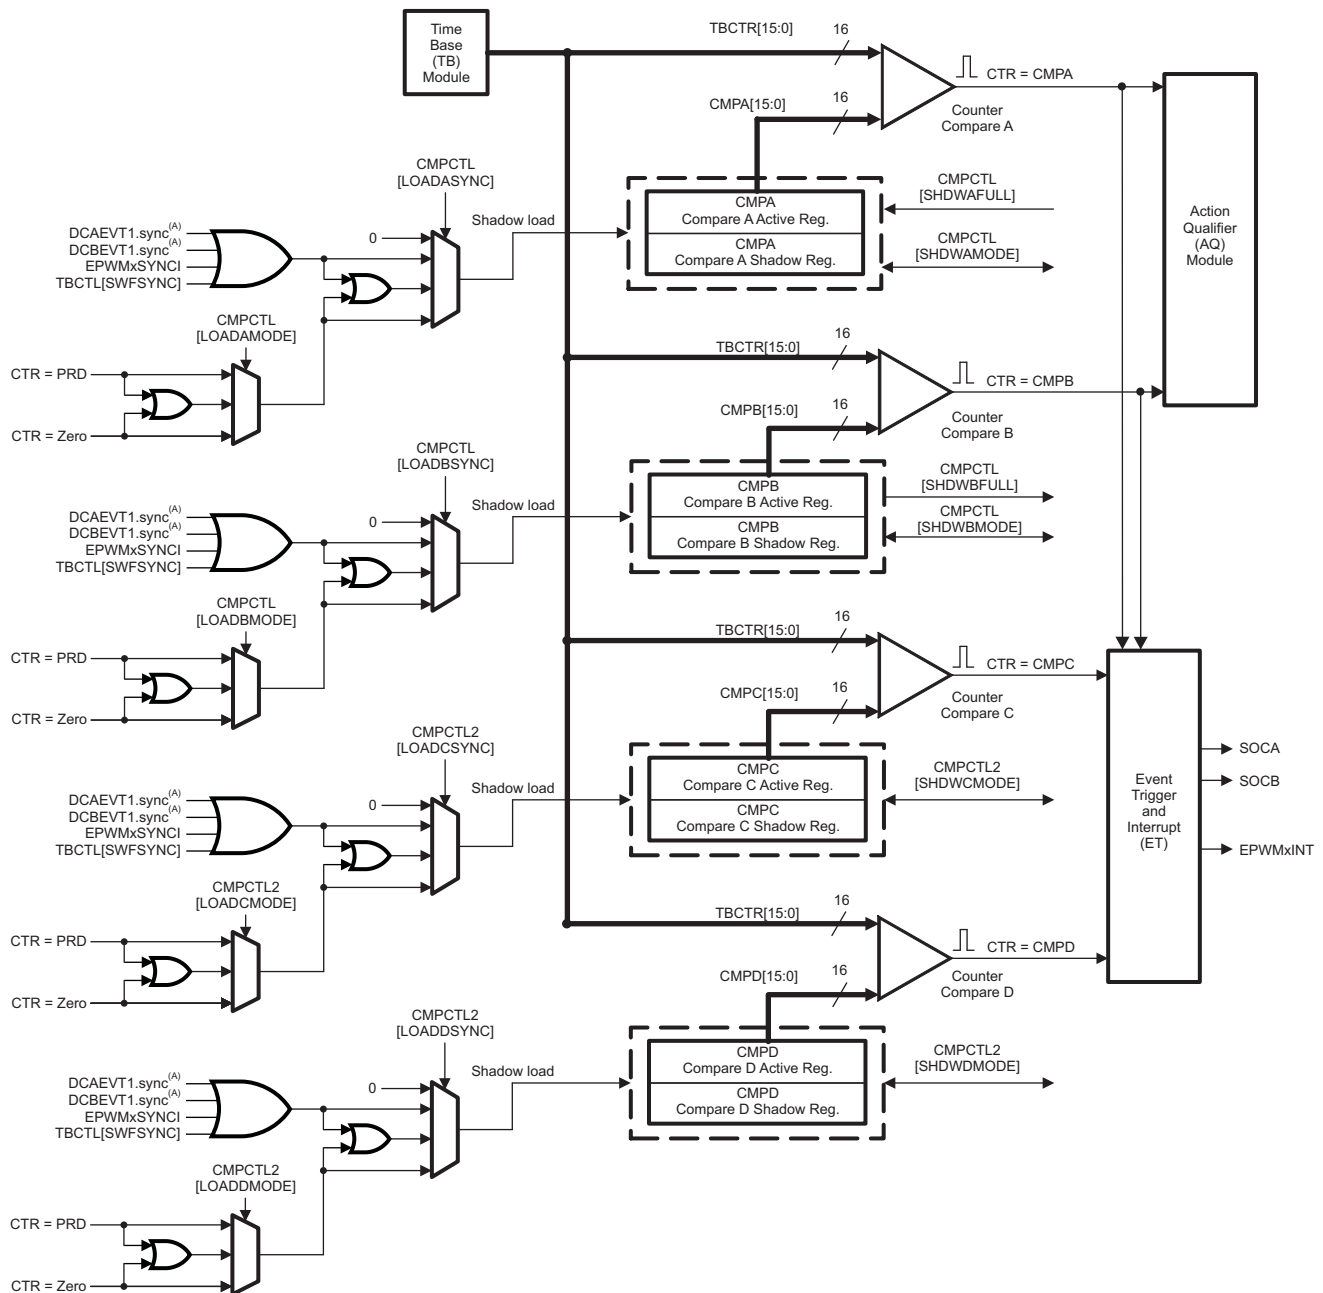 Time
Base
(TB)
Module
TBCTR[15:0]
16
CMPA[15:0]
16
CTR = CMPA
Counter
Compare A
CMPCTL
[LOADASYNC]
Shadow load
0
DCAEVT1.sync(A)
DCBEVT1.sync(A)
EPWMxSYNCI
TBCTL[SWFSYNC]
CMPCTL
[LOADAMODE]
CTR = PRD
CTR = Zero
CMPA
Compare A Active Reg.
CMPA
Compare A Shadow Reg.
CMPCTL
[SHDWAFULL]
CMPCTL
[SHDWAMODE]
Action
Qualifier
(AQ)
Module
TBCTR[15:0]
16
CMPB[15:0]
16
CTR = CMPB
Counter
Compare B
CMPCTL
[LOADBSYNC]
Shadow load
0
DCAEVT1.sync(A)
DCBEVT1.sync(A)
EPWMxSYNCI
TBCTL[SWFSYNC]
CMPCTL
[LOADBMODE]
CTR = PRD
CTR = Zero
CMPB
Compare B Active Reg.
CMPB
Compare B Shadow Reg.
CMPCTL
[SHDWBFULL]
CMPCTL
[SHDWBMODE]
TBCTR[15:0]
16
CMPC[15:0]
16
CTR = CMPC
Counter
Compare C
CMPCTL2
[LOADCSYNC]
Shadow load
0
DCAEVT1.sync(A)
DCBEVT1.sync(A)
EPWMxSYNCI
TBCTL[SWFSYNC]
CMPCTL2
[LOADCMODE]
CTR = PRD
CTR = Zero
CMPC
Compare C Active Reg.
CMPC
Compare C Shadow Reg.
CMPCTL2
[SHDWCMODE]
Event
Trigger
and
Interrupt
(ET)
SOCA
SOCB
EPWMxINT
TBCTR[15:0]
16
CMPD[15:0]
16
CTR = CMPD
Counter
Compare D
CMPCTL2
[LOADDSYNC]
Shadow load
0
DCAEVT1.sync(A)
DCBEVT1.sync(A)
EPWMxSYNCI
TBCTL[SWFSYNC]
CMPCTL2
[LOADDMODE]
CTR = PRD
CTR = Zero
CMPD
Compare D Active Reg.
CMPD
Compare D Shadow Reg.
CMPCTL2
[SHDWDMODE]